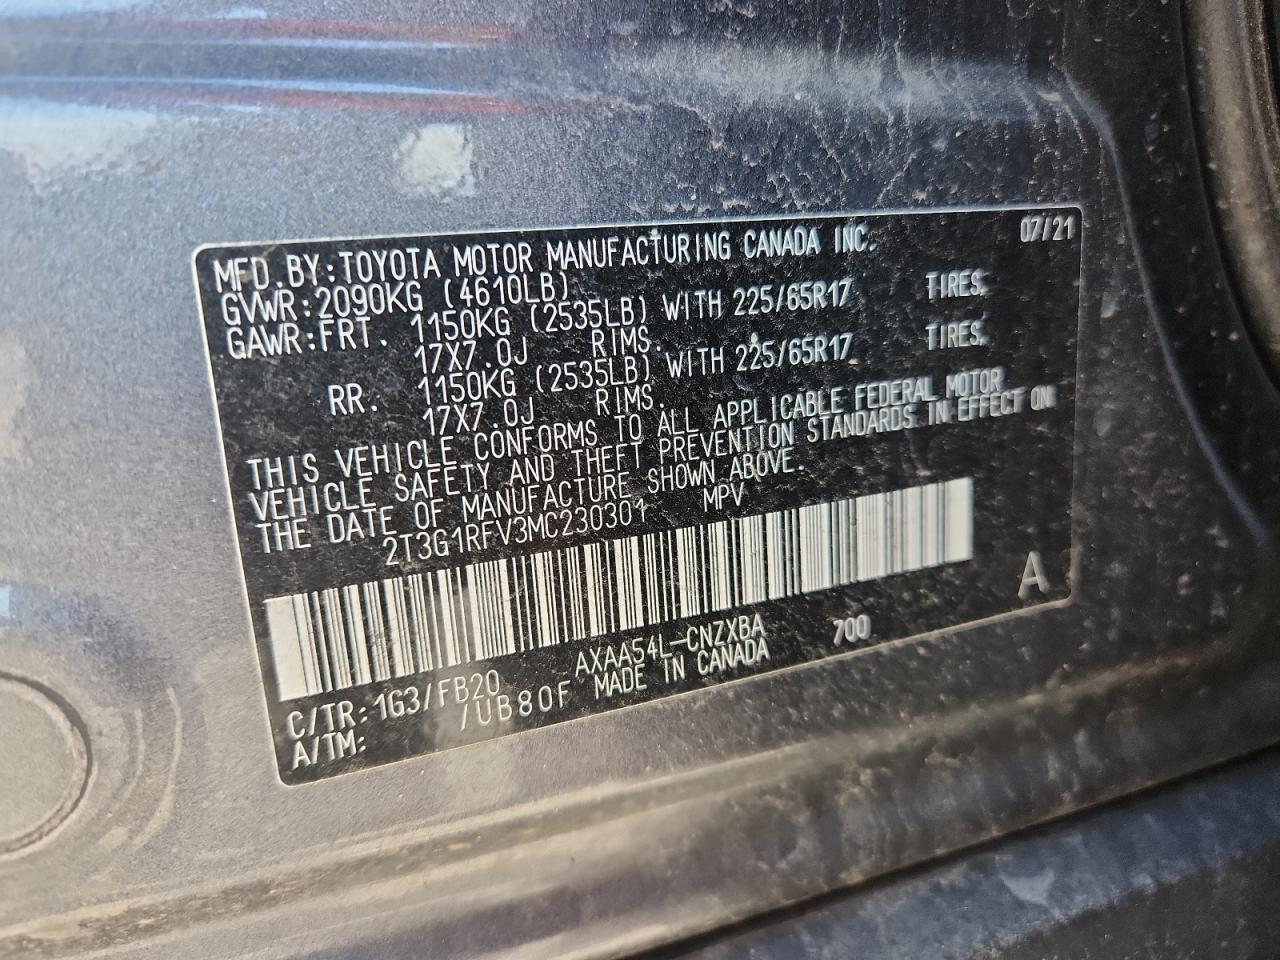 MFD. BY: TOYOTA MOTOR MANUFACTURING CANADA INC. 07/21
GVWR: 2090KG (4610LB)
GAWR: FRT. 1150KG (2535LB) WITH 225/65R17 TIRES.
17X7.0J RIMS.
RR. 1150KG (2535LB) WITH 225/65R17 TIRES.
17X7.0J RIMS.
THIS VEHICLE CONFORMS TO ALL APPLICABLE FEDERAL MOTOR
VEHICLE SAFETY AND THEFT PREVENTION STANDARDS IN EFFECT ON
THE DATE OF MANUFACTURE SHOWN ABOVE.
2T3G1RFV3MC230301 MPV
A
C/TR: 1G3/FB20 AXAA54L-CNZXBA 700
A/TM: /UB80F MADE IN CANADA